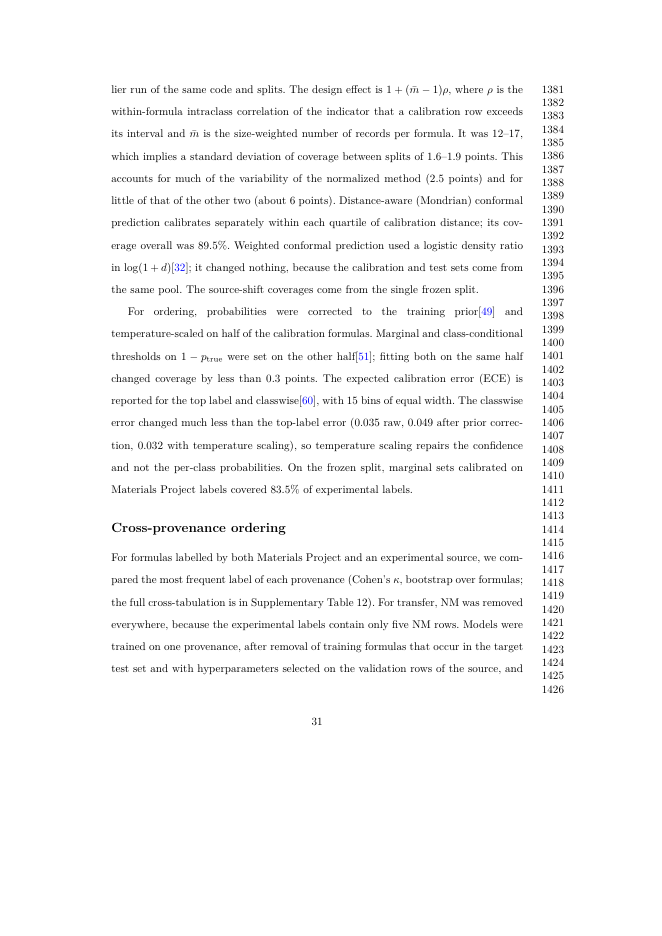 lier run of the same code and splits. The design effect is 1 + (m̄ − 1)ρ, where ρ is the
within-formula intraclass correlation of the indicator that a calibration row exceeds
its interval and m̄ is the size-weighted number of records per formula. It was 12–17,
which implies a standard deviation of coverage between splits of 1.6–1.9 points. This
accounts for much of the variability of the normalized method (2.5 points) and for
little of that of the other two (about 6 points). Distance-aware (Mondrian) conformal
prediction calibrates separately within each quartile of calibration distance; its cov-
erage overall was 89.5%. Weighted conformal prediction used a logistic density ratio
in log(1 + d)[32]; it changed nothing, because the calibration and test sets come from
the same pool. The source-shift coverages come from the single frozen split.
For ordering, probabilities were corrected to the training prior[49] and
temperature-scaled on half of the calibration formulas. Marginal and class-conditional
thresholds on 1 − p_true were set on the other half[51]; fitting both on the same half
changed coverage by less than 0.3 points. The expected calibration error (ECE) is
reported for the top label and classwise[60], with 15 bins of equal width. The classwise
error changed much less than the top-label error (0.035 raw, 0.049 after prior correc-
tion, 0.032 with temperature scaling), so temperature scaling repairs the confidence
and not the per-class probabilities. On the frozen split, marginal sets calibrated on
Materials Project labels covered 83.5% of experimental labels.
Cross-provenance ordering
For formulas labelled by both Materials Project and an experimental source, we com-
pared the most frequent label of each provenance (Cohen's κ, bootstrap over formulas;
the full cross-tabulation is in Supplementary Table 12). For transfer, NM was removed
everywhere, because the experimental labels contain only five NM rows. Models were
trained on one provenance, after removal of training formulas that occur in the target
test set and with hyperparameters selected on the validation rows of the source, and
1381
1382
1383
1384
1385
1386
1387
1388
1389
1390
1391
1392
1393
1394
1395
1396
1397
1398
1399
1400
1401
1402
1403
1404
1405
1406
1407
1408
1409
1410
1411
1412
1413
1414
1415
1416
1417
1418
1419
1420
1421
1422
1423
1424
1425
1426
31